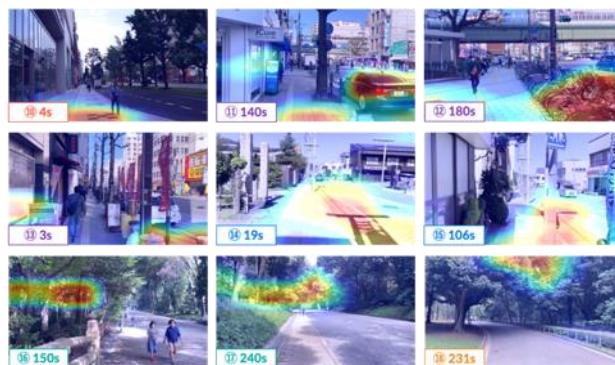 ⑩ 4s
⑪ 140s
⑫ 180s
⑬ 3s
⑭ 19s
⑮ 106s
⑯ 150s
⑰ 240s
⑱ 231s